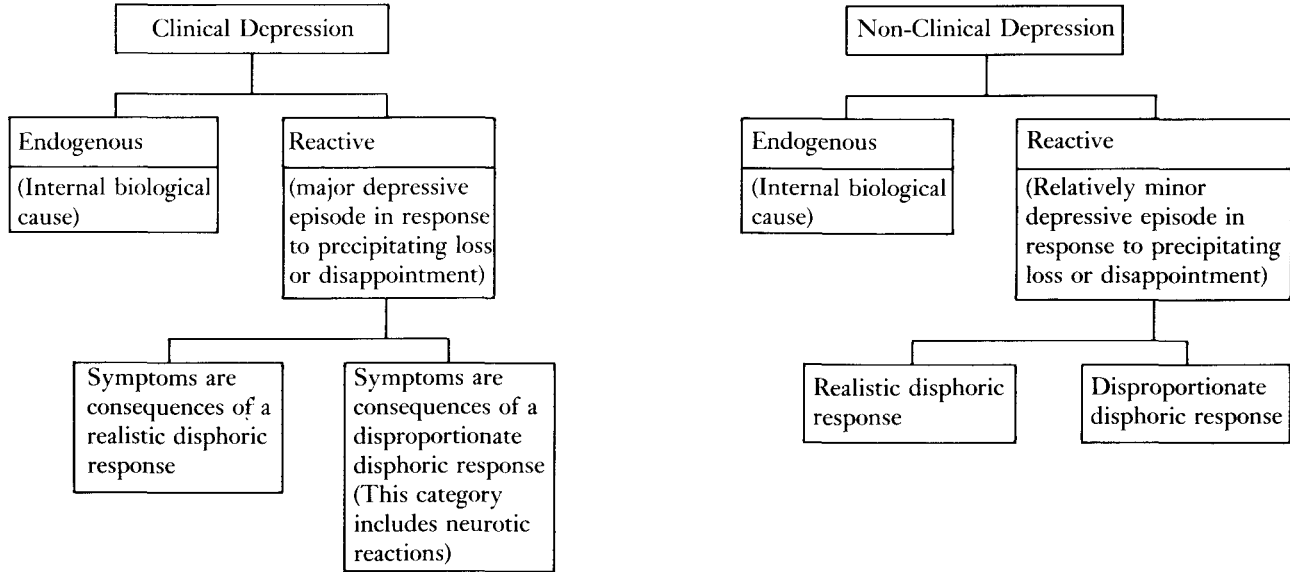 Clinical Depression
Endogenous
(Internal biological
cause)
Reactive
(major depressive
episode in response
to precipitating loss
or disappointment)
Symptoms are
consequences of a
realistic disphoric
response
Symptoms are
consequences of a
disproportionate
disphoric response
(This category
includes neurotic
reactions)
Non-Clinical Depression
Endogenous
(Internal biological
cause)
Reactive
(Relatively minor
depressive episode in
response to precipitating
loss or disappointment)
Realistic disphoric
response
Disproportionate
disphoric response